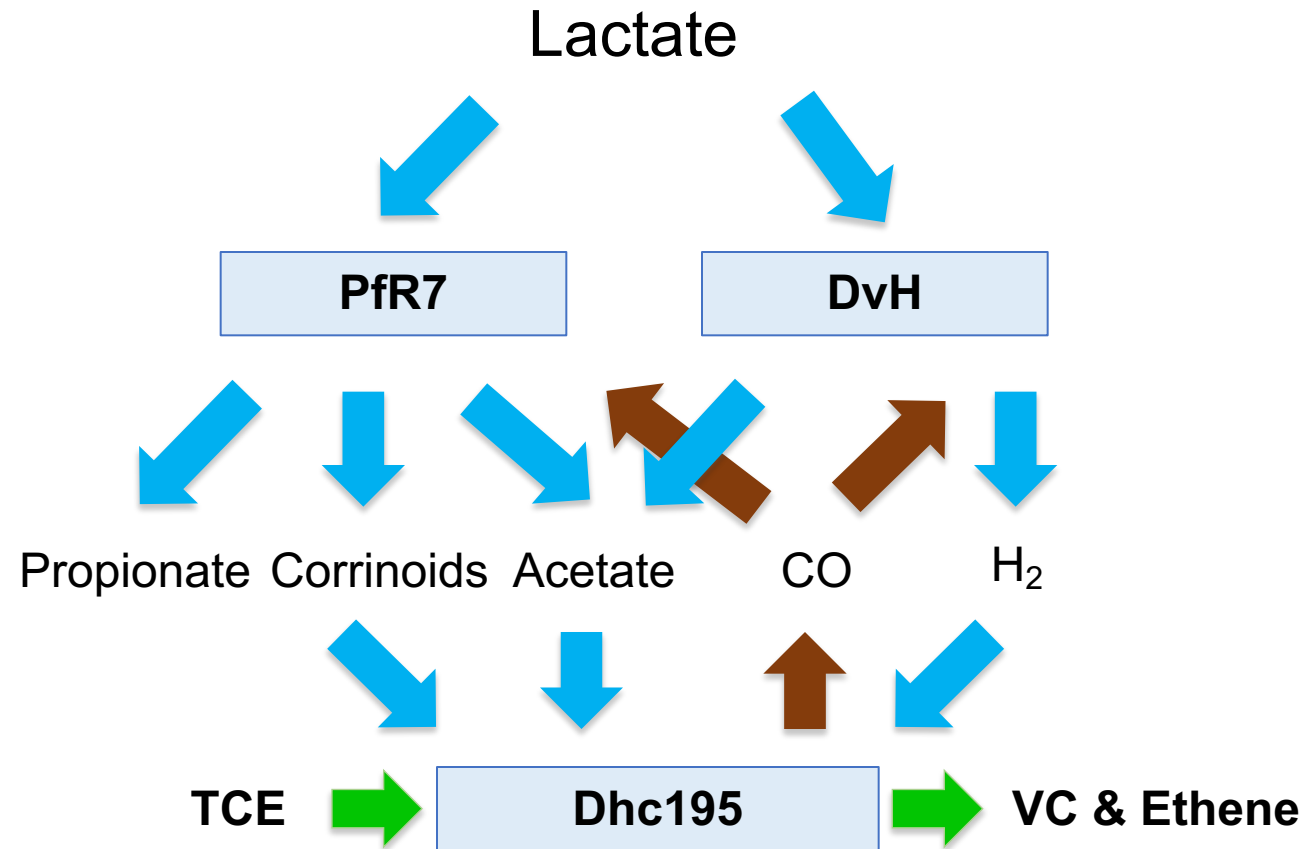 Lactate
PfR7 DvH
Propionate Corrinoids Acetate CO H₂
TCE Dhc195 VC & Ethene